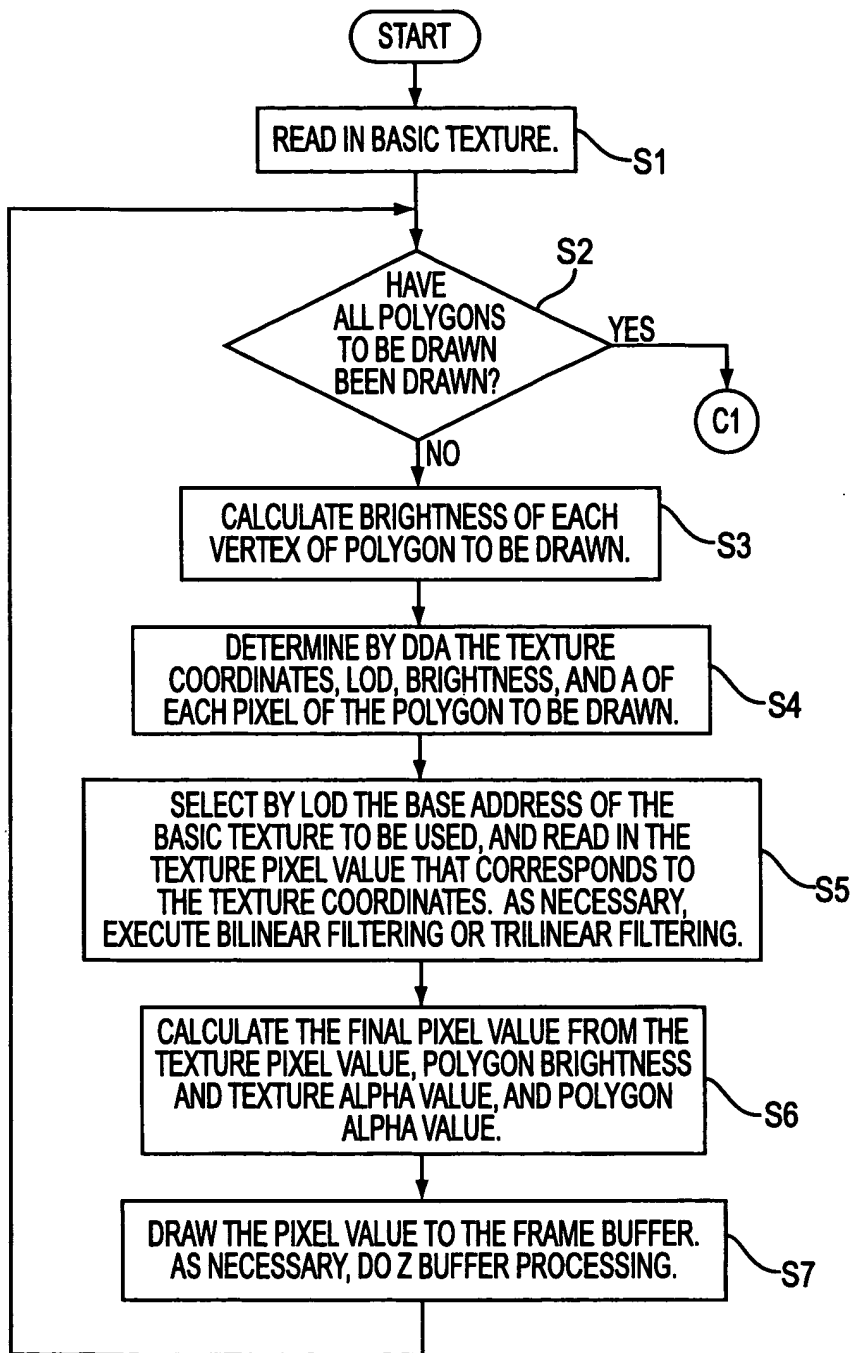 START
READ IN BASIC TEXTURE.
S1
S2
HAVE
ALL POLYGONS
TO BE DRAWN
BEEN DRAWN?
YES
C1
NO
CALCULATE BRIGHTNESS OF EACH
VERTEX OF POLYGON TO BE DRAWN.
S3
DETERMINE BY DDA THE TEXTURE
COORDINATES, LOD, BRIGHTNESS, AND A OF
EACH PIXEL OF THE POLYGON TO BE DRAWN.
S4
SELECT BY LOD THE BASE ADDRESS OF THE
BASIC TEXTURE TO BE USED, AND READ IN THE
TEXTURE PIXEL VALUE THAT CORRESPONDS TO
THE TEXTURE COORDINATES. AS NECESSARY,
EXECUTE BILINEAR FILTERING OR TRILINEAR FILTERING.
S5
CALCULATE THE FINAL PIXEL VALUE FROM THE
TEXTURE PIXEL VALUE, POLYGON BRIGHTNESS
AND TEXTURE ALPHA VALUE, AND POLYGON
ALPHA VALUE.
S6
DRAW THE PIXEL VALUE TO THE FRAME BUFFER.
AS NECESSARY, DO Z BUFFER PROCESSING.
S7